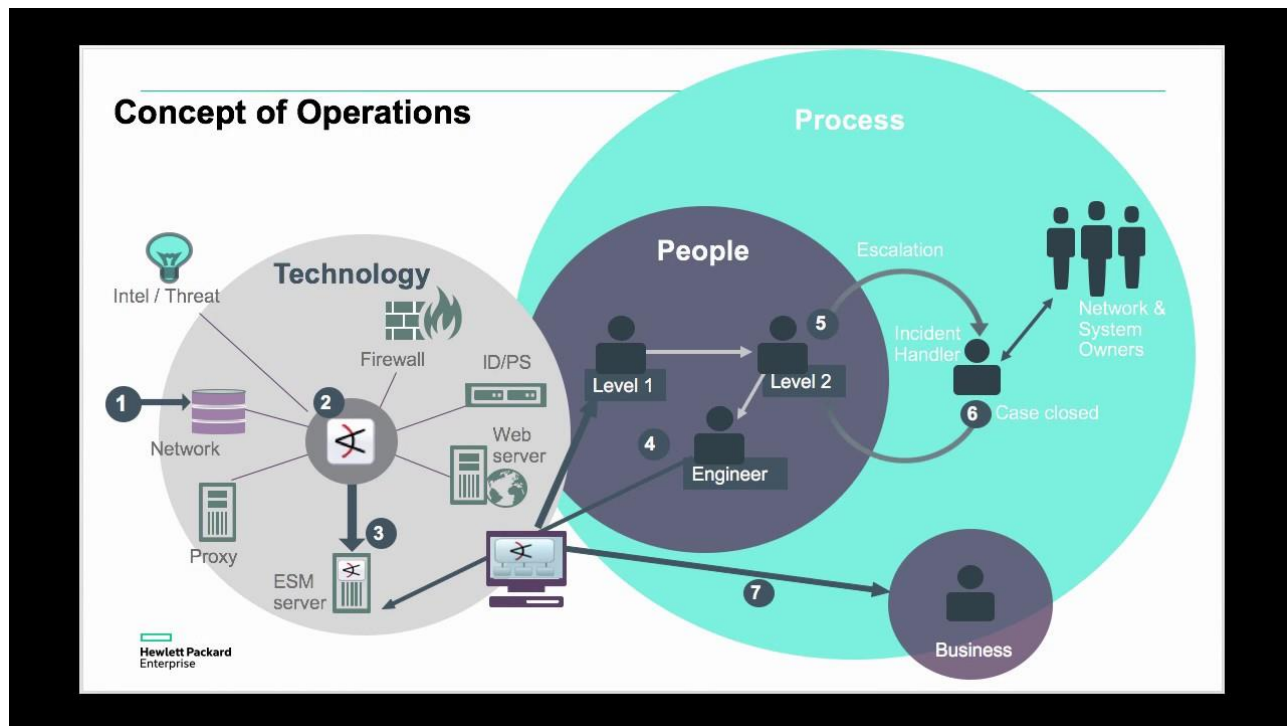 Concept of Operations
Process
People
Technology
Intel / Threat
Firewall
ID/PS
1
Network
2
Web
server
Proxy
3
ESM
server
Level 1
Level 2
4
Engineer
5
Escalation
Incident
Handler
Network &
System
Owners
6
Case closed
7
Business
Hewlett Packard
Enterprise